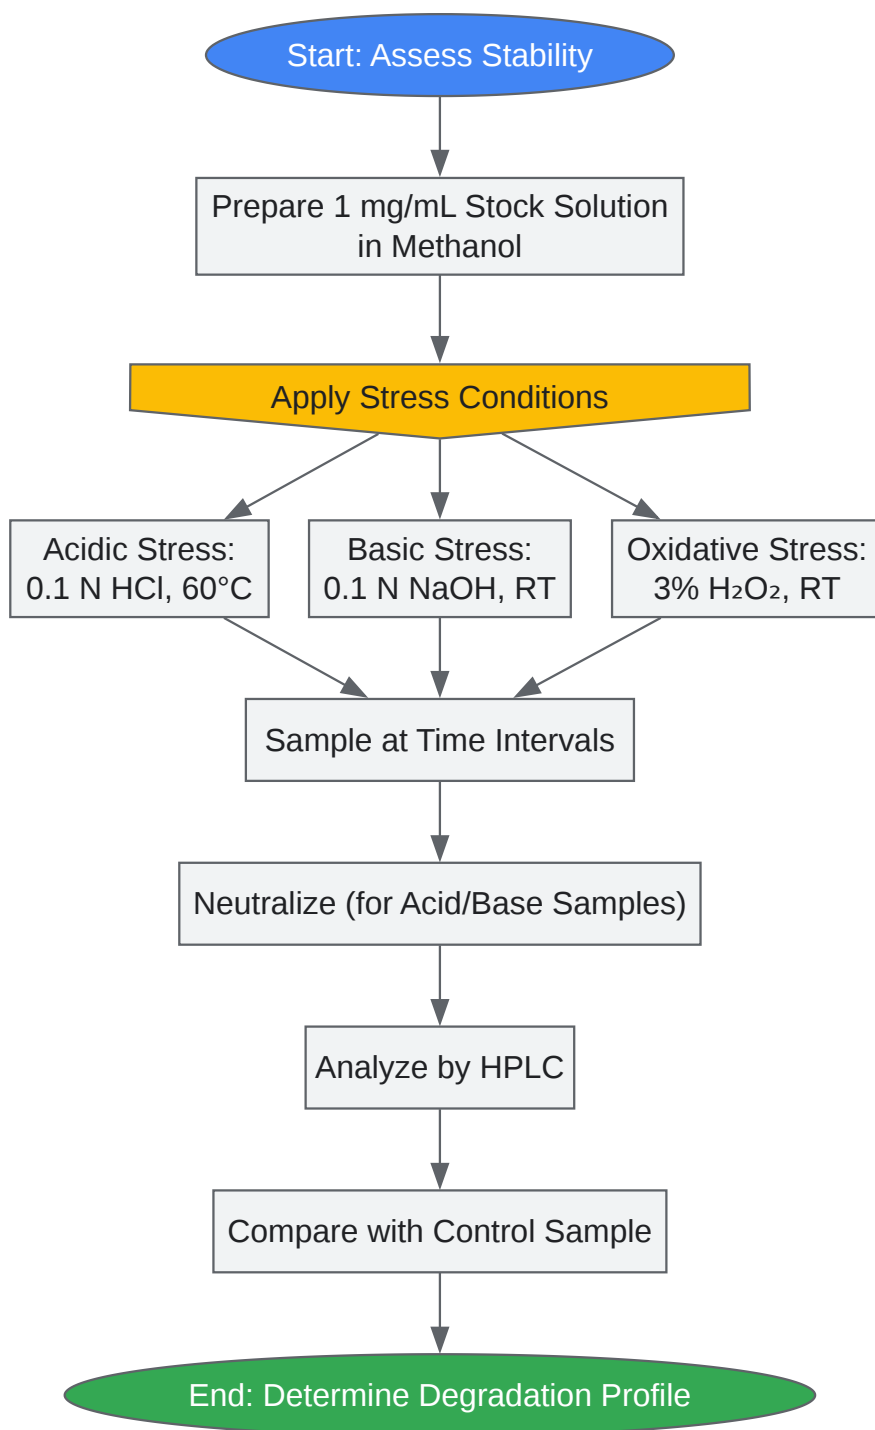 Start: Assess Stability
Prepare 1 mg/mL Stock Solution
in Methanol
Apply Stress Conditions
Acidic Stress:
0.1 N HCl, 60°C
Basic Stress:
0.1 N NaOH, RT
Oxidative Stress:
3% H₂O₂, RT
Sample at Time Intervals
Neutralize (for Acid/Base Samples)
Analyze by HPLC
Compare with Control Sample
End: Determine Degradation Profile